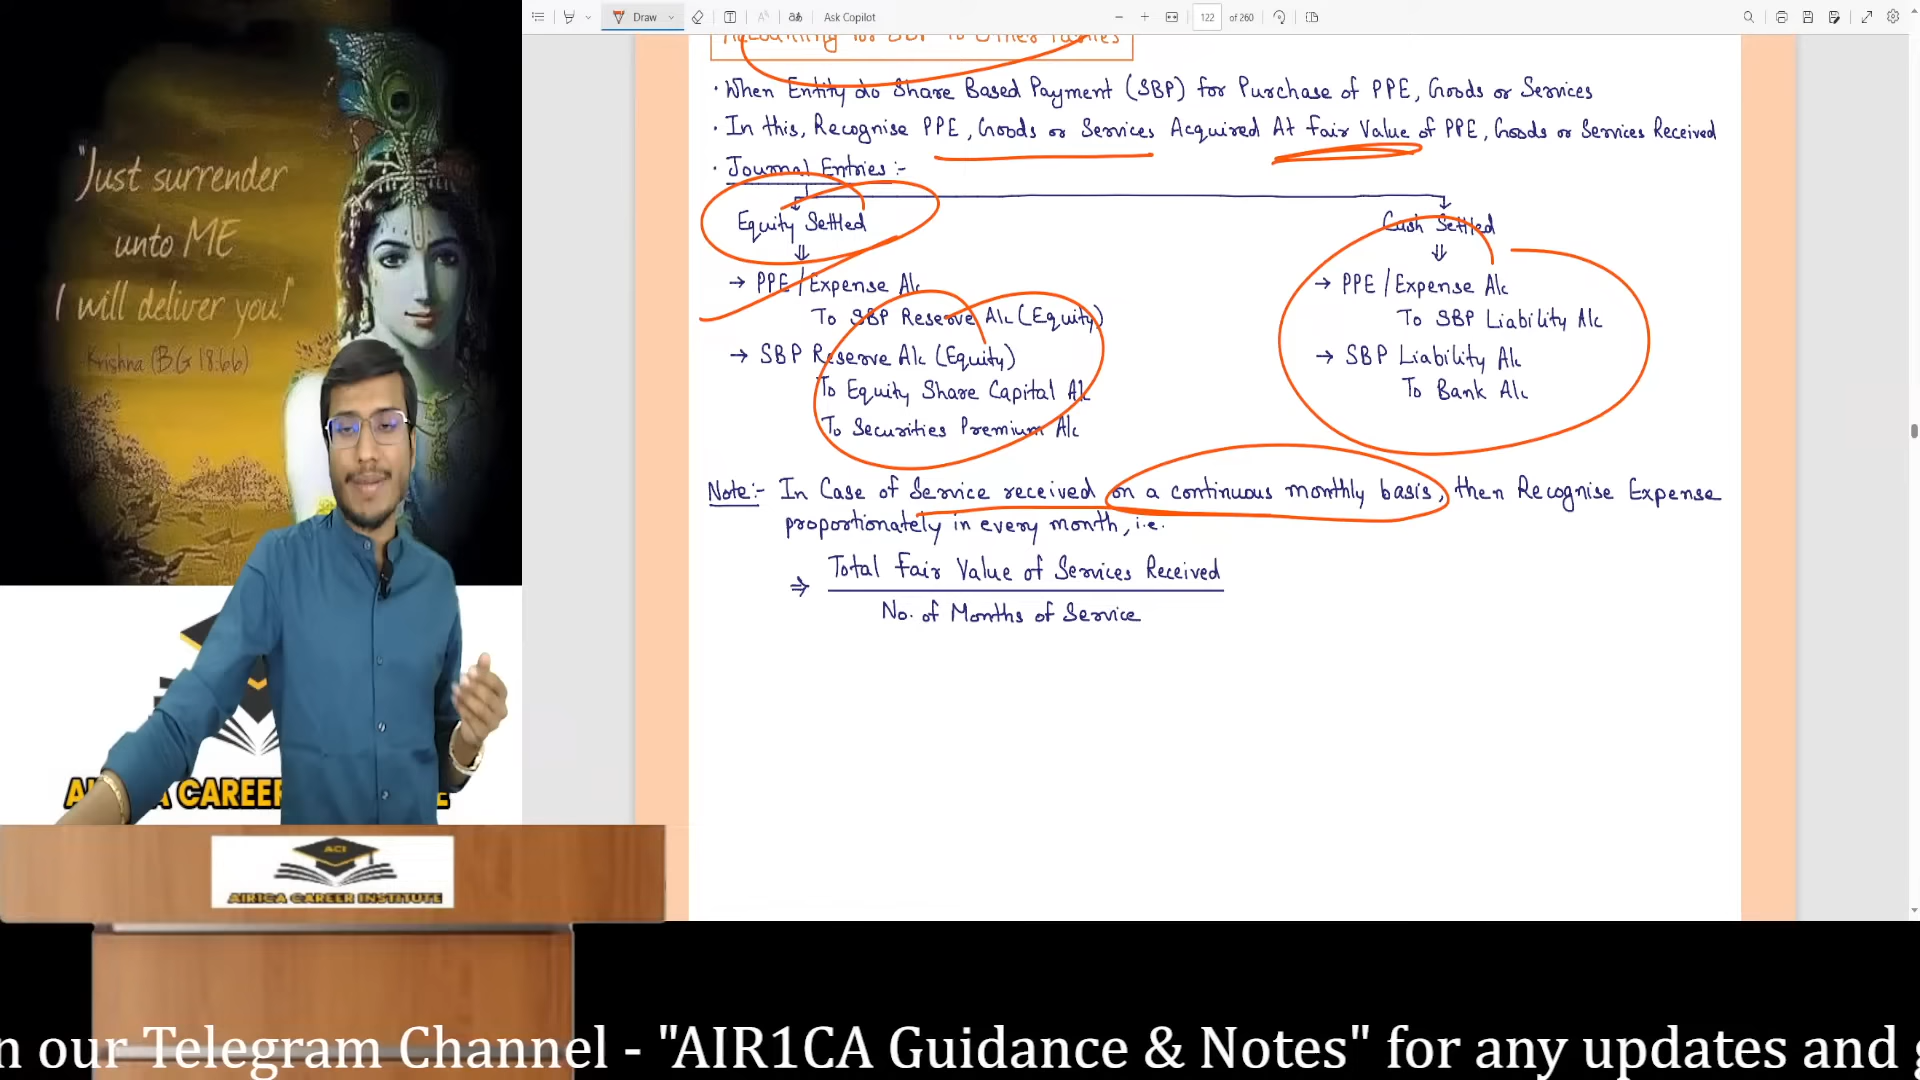 Draw
Ask Copilot
122
of 260
Accounting for SBP to Other Parties
· When Entity do Share Based Payment (SBP) for Purchase of PPE, Goods or Services
· In this, Recognise PPE, Goods or Services Acquired At Fair Value of PPE, Goods or Services Received
· Journal Entries :-
Equity Settled
⇓
→ PPE / Expense A/c
To SBP Reserve A/c (Equity)
→ SBP Reserve A/c (Equity)
To Equity Share Capital A/c
To Securities Premium A/c
Cash Settled
⇓
→ PPE / Expense A/c
To SBP Liability A/c
→ SBP Liability A/c
To Bank A/c
Note:- In Case of Service received on a continuous monthly basis, then Recognise Expense
proportionately in every month, i.e.
⇒ Total Fair Value of Services Received
No. of Months of Service
"Just surrender
unto ME
I will deliver you!"
- Krishna (B.G 18:66)
CAREER
ACI
AIR1CA CAREER INSTITUTE
n our Telegram Channel - "AIR1CA Guidance & Notes" for any updates and